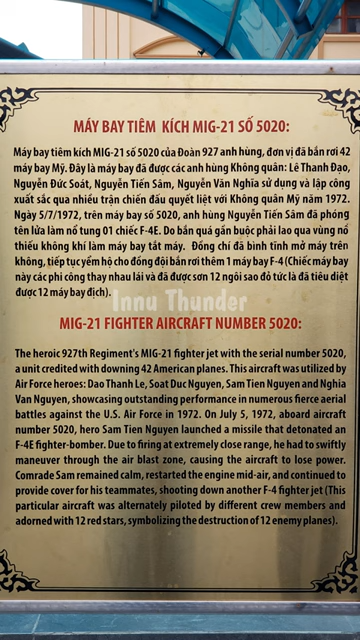 MÁY BAY TIÊM KÍCH MIG-21 SỐ 5020:
Máy bay tiêm kích MIG-21 số 5020 của Đoàn 927 anh hùng, đơn vị đã bắn rơi 42
máy bay Mỹ. Đây là máy bay đã được các anh hùng Không quân: Lê Thanh Đạo,
Nguyễn Đức Soát, Nguyễn Tiến Sâm, Nguyễn Văn Nghĩa sử dụng và lập công
xuất sắc qua nhiều trận chiến đấu quyết liệt với Không quân Mỹ năm 1972.
Ngày 5/7/1972, trên máy bay số 5020, anh hùng Nguyễn Tiến Sâm đã phóng
tên lửa làm nổ tung 01 chiếc F-4E. Do bắn quá gần buộc phải lao qua vùng nổ
thiếu không khí làm máy bay tắt máy. Đồng chí đã bình tĩnh mở máy trên
không, tiếp tục yểm hộ cho đồng đội bắn rơi thêm 1 máy bay F-4 (Chiếc máy bay
này các phi công thay nhau lái và đã được sơn 12 ngôi sao đỏ tức là đã tiêu diệt
được 12 máy bay địch).
Innu Thunder
MIG-21 FIGHTER AIRCRAFT NUMBER 5020:
The heroic 927th Regiment's MIG-21 fighter jet with the serial number 5020,
a unit credited with downing 42 American planes. This aircraft was utilized by
Air Force heroes: Dao Thanh Le, Soat Duc Nguyen, Sam Tien Nguyen and Nghia
Van Nguyen, showcasing outstanding performance in numerous fierce aerial
battles against the U.S. Air Force in 1972. On July 5, 1972, aboard aircraft
number 5020, hero Sam Tien Nguyen launched a missile that detonated an
F-4E fighter-bomber. Due to firing at extremely close range, he had to swiftly
maneuver through the air blast zone, causing the aircraft to lose power.
Comrade Sam remained calm, restarted the engine mid-air, and continued to
provide cover for his teammates, shooting down another F-4 fighter jet (This
particular aircraft was alternately piloted by different crew members and
adorned with 12 red stars, symbolizing the destruction of 12 enemy planes).